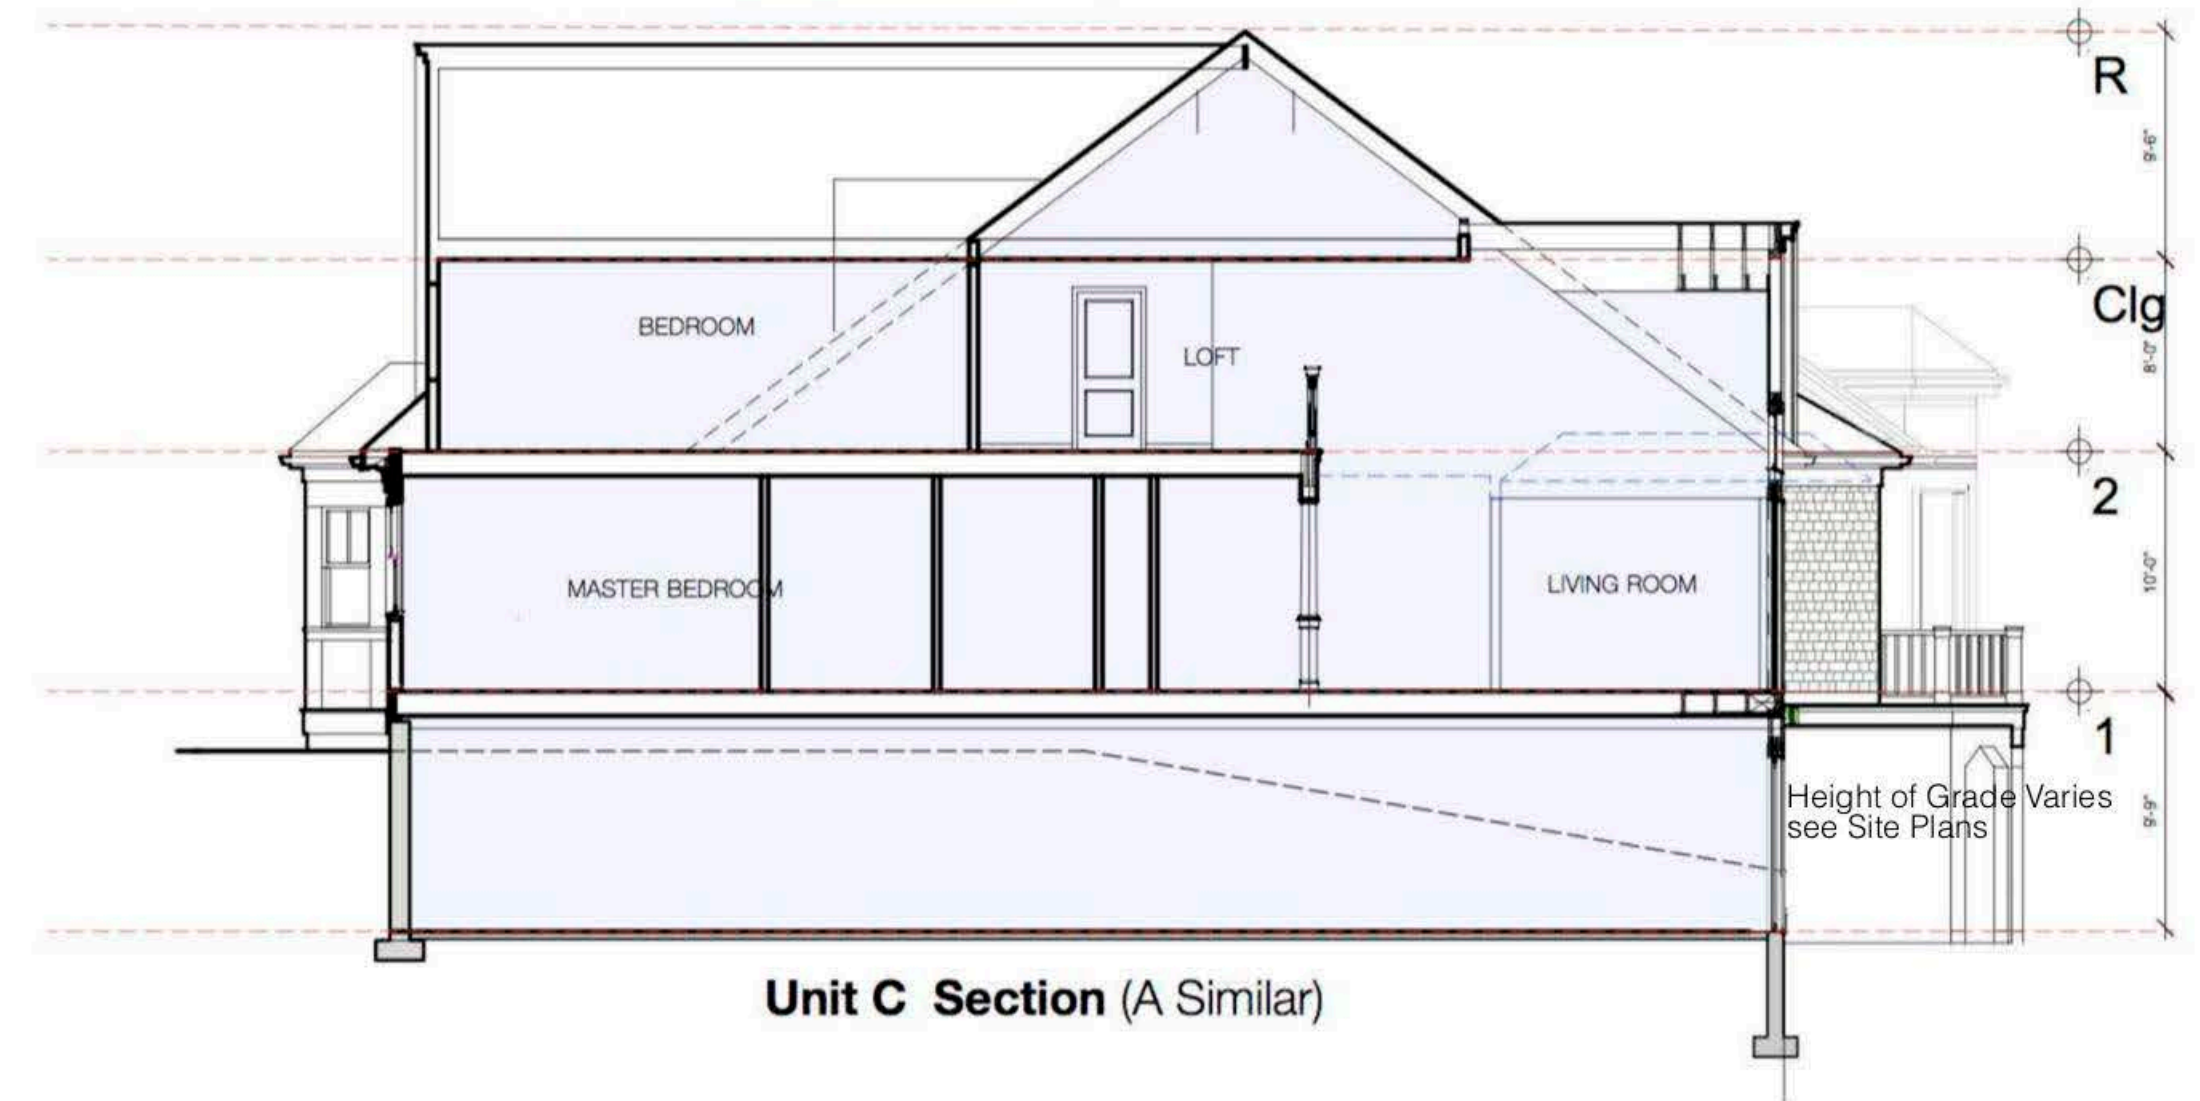 R
9'-6"
Clg
8'-0"
BEDROOM
LOFT
2
10'-0"
MASTER BEDROOM
LIVING ROOM
1
Height of Grade Varies
see Site Plans
9'-9"
Unit C Section (A Similar)